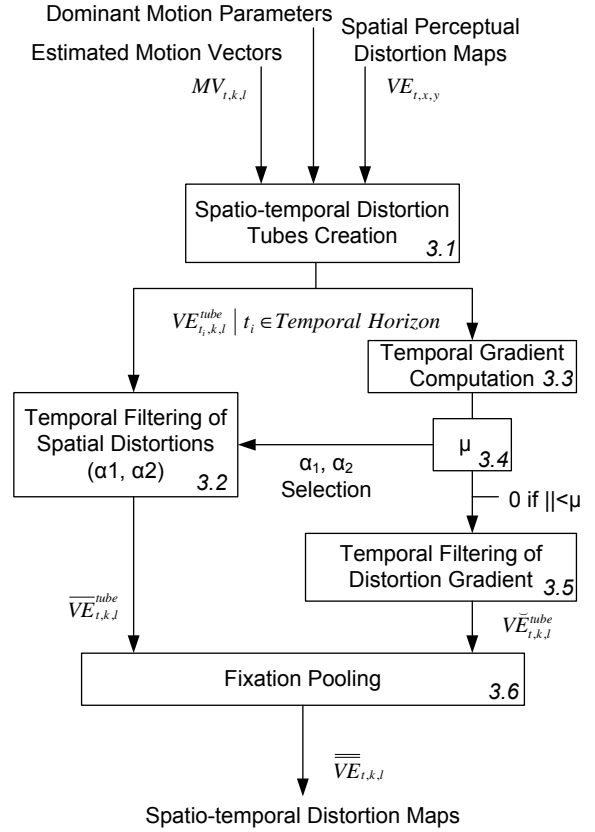 Dominant Motion Parameters
Estimated Motion Vectors
Spatial Perceptual
Distortion Maps
MV_{t,k,l}
VE_{t,x,y}
Spatio-temporal Distortion
Tubes Creation
3.1
VE^{tube}_{t_i,k,l} | t_i ∈ Temporal Horizon
Temporal Gradient
Computation 3.3
Temporal Filtering of
Spatial Distortions
(α1, α2)
3.2
α₁, α₂
Selection
μ
3.4
0 if ||<μ
Temporal Filtering of
Distortion Gradient
3.5
\overline{VE}^{tube}_{t,k,l}
V\breve{E}^{tube}_{t,k,l}
Fixation Pooling
3.6
\overline{\overline{\overline{VE}}}_{t,k,l}
Spatio-temporal Distortion Maps